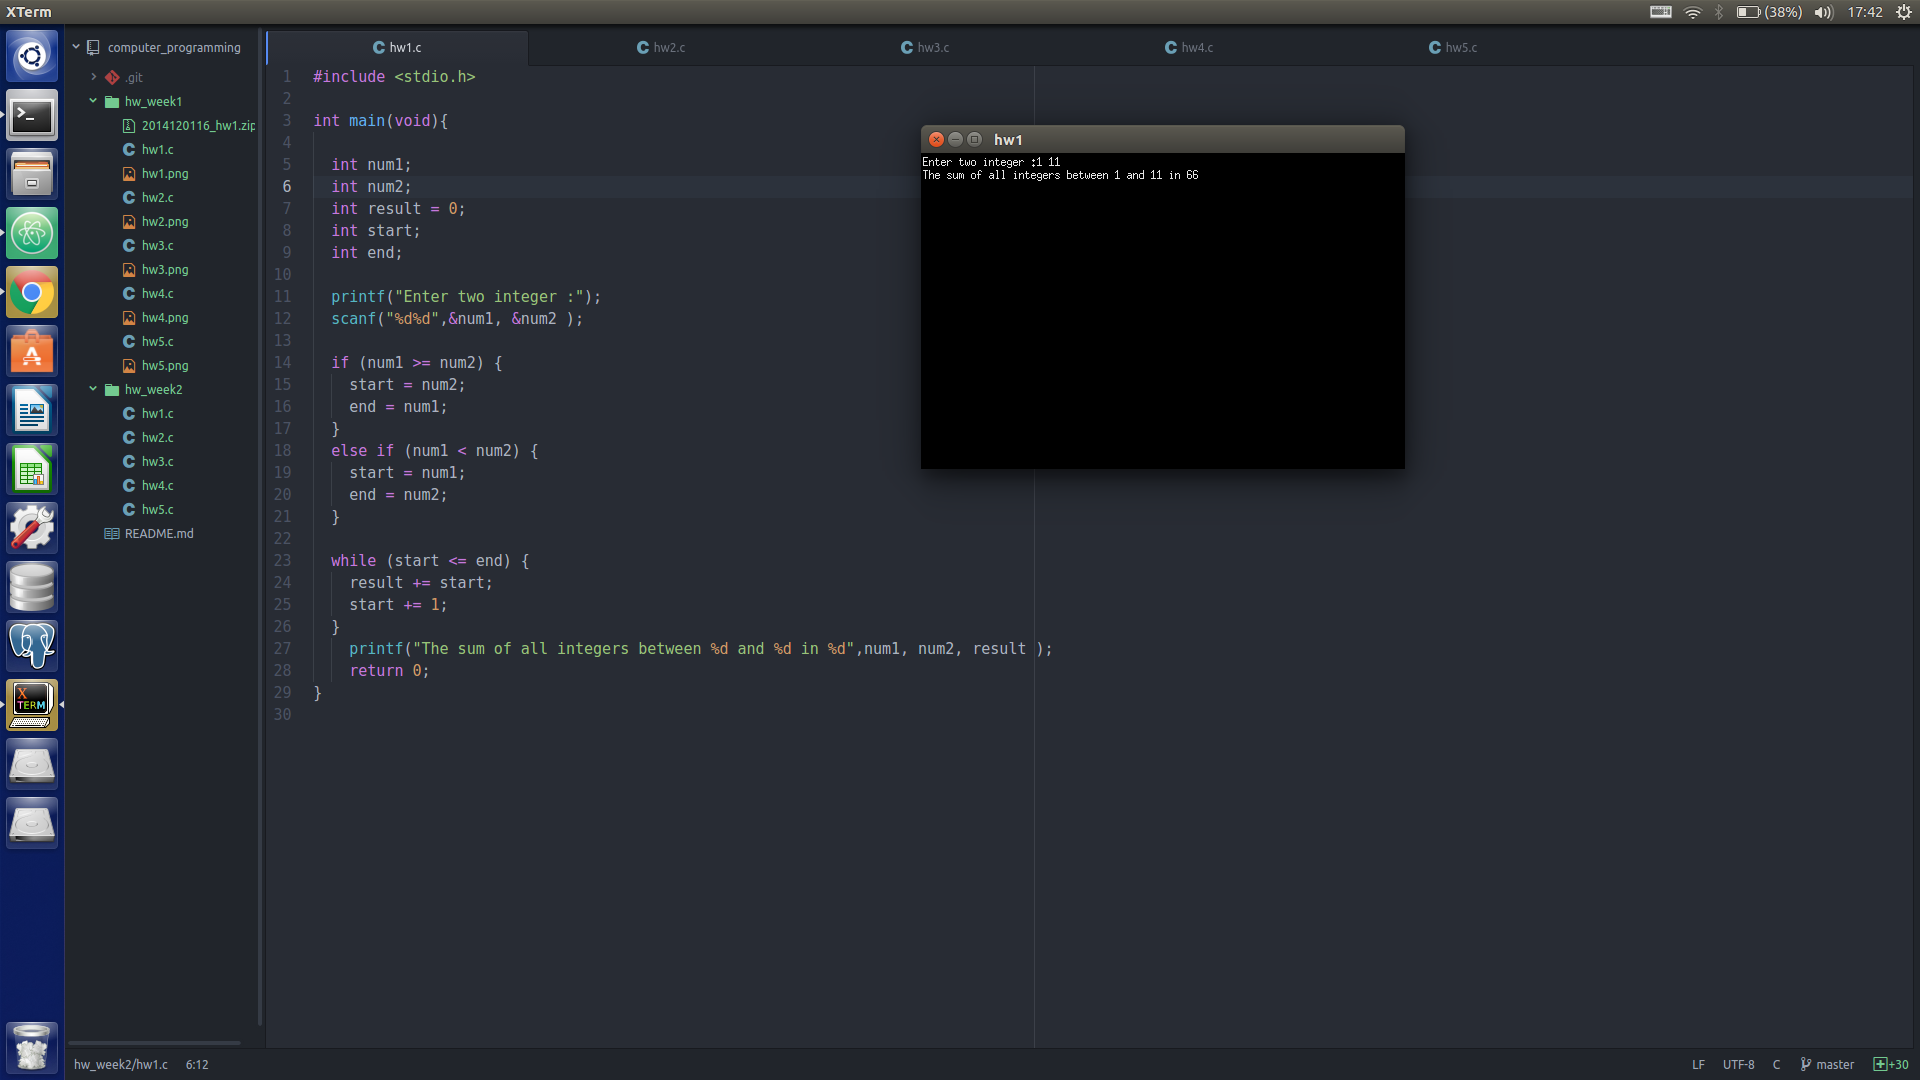 XTerm
(38%)
17:42
computer_programming
.git
hw_week1
2014120116_hw1.zip
hw1.c
hw1.png
hw2.c
hw2.png
hw3.c
hw3.png
hw4.c
hw4.png
hw5.c
hw5.png
hw_week2
hw1.c
hw2.c
hw3.c
hw4.c
hw5.c
README.md
hw1.c
hw2.c
hw3.c
hw4.c
hw5.c
1 #include <stdio.h>
2
3 int main(void){
4
5 int num1;
6 int num2;
7 int result = 0;
8 int start;
9 int end;
10
11 printf("Enter two integer :");
12 scanf("%d%d",&num1, &num2 );
13
14 if (num1 >= num2) {
15 start = num2;
16 end = num1;
17 }
18 else if (num1 < num2) {
19 start = num1;
20 end = num2;
21 }
22
23 while (start <= end) {
24 result += start;
25 start += 1;
26 }
27 printf("The sum of all integers between %d and %d in %d",num1, num2, result );
28 return 0;
29 }
30
hw1
Enter two integer :1 11
The sum of all integers between 1 and 11 in 66
X
TERM
hw_week2/hw1.c 6:12
LF UTF-8 C master +30